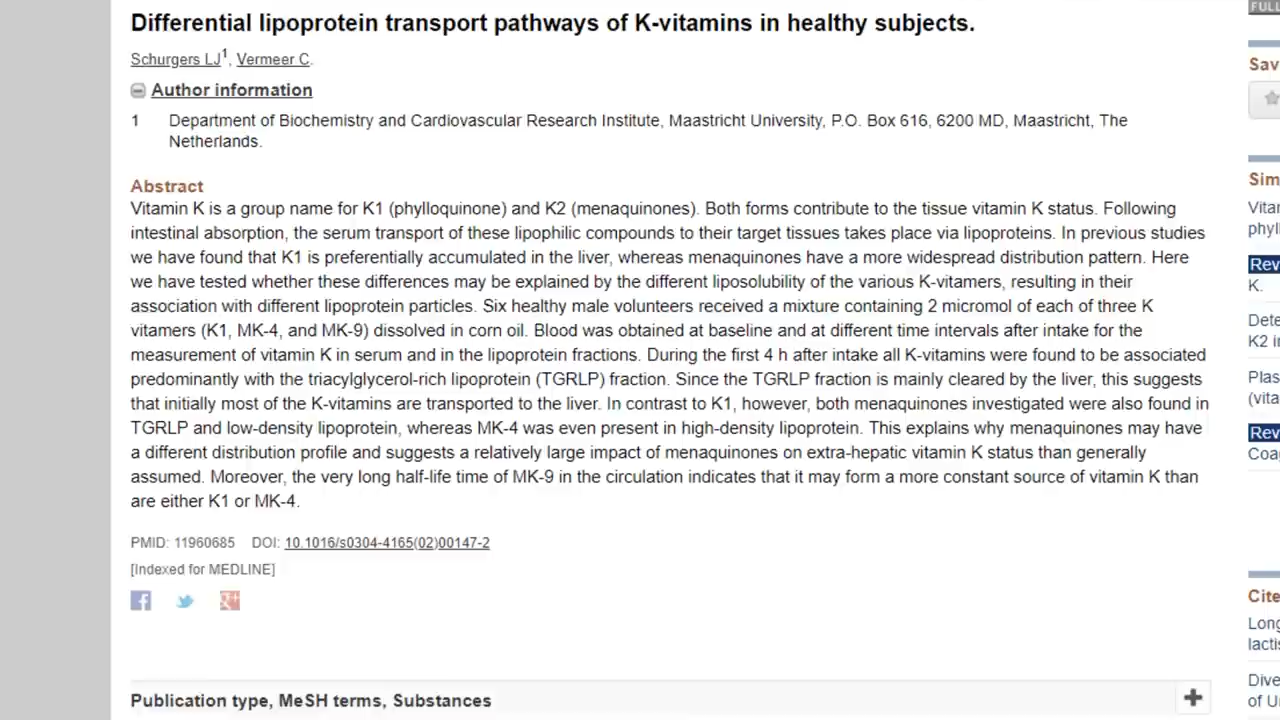 FULL
Differential lipoprotein transport pathways of K-vitamins in healthy subjects.
Schurgers LJ1, Vermeer C.
Author information
1 Department of Biochemistry and Cardiovascular Research Institute, Maastricht University, P.O. Box 616, 6200 MD, Maastricht, The
Netherlands.
Abstract
Vitamin K is a group name for K1 (phylloquinone) and K2 (menaquinones). Both forms contribute to the tissue vitamin K status. Following
intestinal absorption, the serum transport of these lipophilic compounds to their target tissues takes place via lipoproteins. In previous studies
we have found that K1 is preferentially accumulated in the liver, whereas menaquinones have a more widespread distribution pattern. Here
we have tested whether these differences may be explained by the different liposolubility of the various K-vitamers, resulting in their
association with different lipoprotein particles. Six healthy male volunteers received a mixture containing 2 micromol of each of three K
vitamers (K1, MK-4, and MK-9) dissolved in corn oil. Blood was obtained at baseline and at different time intervals after intake for the
measurement of vitamin K in serum and in the lipoprotein fractions. During the first 4 h after intake all K-vitamins were found to be associated
predominantly with the triacylglycerol-rich lipoprotein (TGRLP) fraction. Since the TGRLP fraction is mainly cleared by the liver, this suggests
that initially most of the K-vitamins are transported to the liver. In contrast to K1, however, both menaquinones investigated were also found in
TGRLP and low-density lipoprotein, whereas MK-4 was even present in high-density lipoprotein. This explains why menaquinones may have
a different distribution profile and suggests a relatively large impact of menaquinones on extra-hepatic vitamin K status than generally
assumed. Moreover, the very long half-life time of MK-9 in the circulation indicates that it may form a more constant source of vitamin K than
are either K1 or MK-4.
PMID: 11960685 DOI: 10.1016/s0304-4165(02)00147-2
[Indexed for MEDLINE]
Publication type, MeSH terms, Substances
Sav
Sim
Vitar
phyll
Rev
K.
Dete
K2 ir
Plas
(vita
Rev
Coag
Cite
Long
lactis
Dive
of U